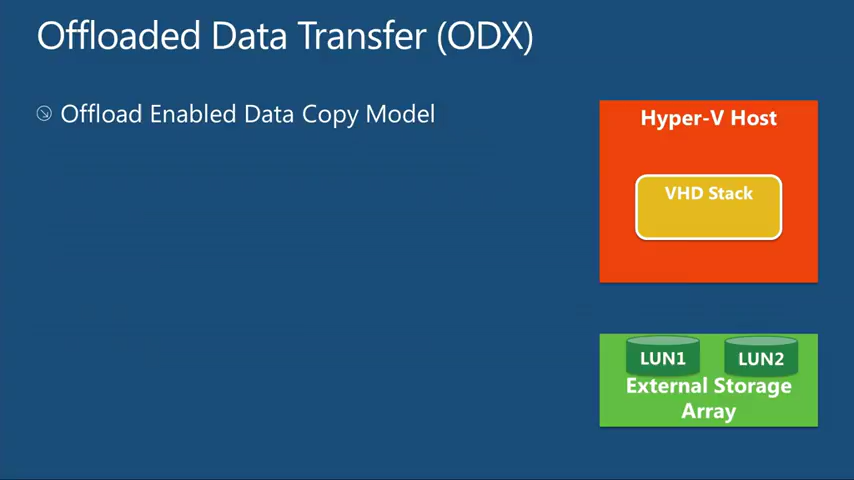 Offloaded Data Transfer (ODX)
Offload Enabled Data Copy Model
Hyper-V Host
VHD Stack
LUN1
LUN2
External Storage
Array